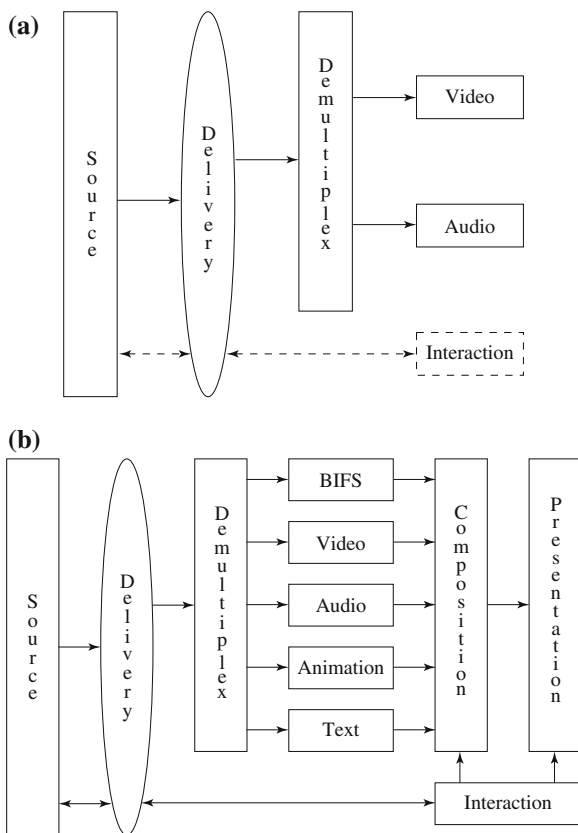 (a)
Source
Delivery
Demultiplex
Video
Audio
Interaction
(b)
Source
Delivery
Demultiplex
BIFS
Video
Audio
Animation
Text
Composition
Presentation
Interaction